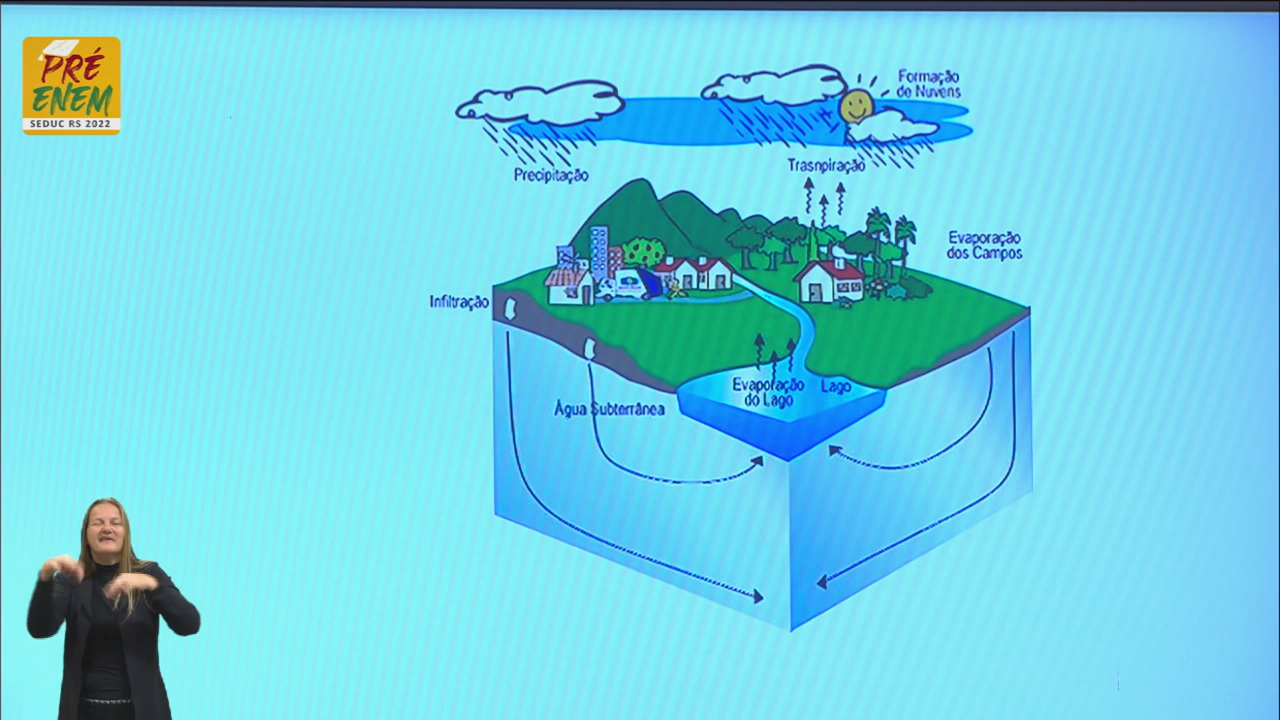 PRÉ
ENEM
SEDUC RS 2022
Formação
de Nuvens
Precipitação
Trasnpiração
Evaporação
dos Campos
Infiltração
Evaporação
do Lago
Lago
Água Subterrânea